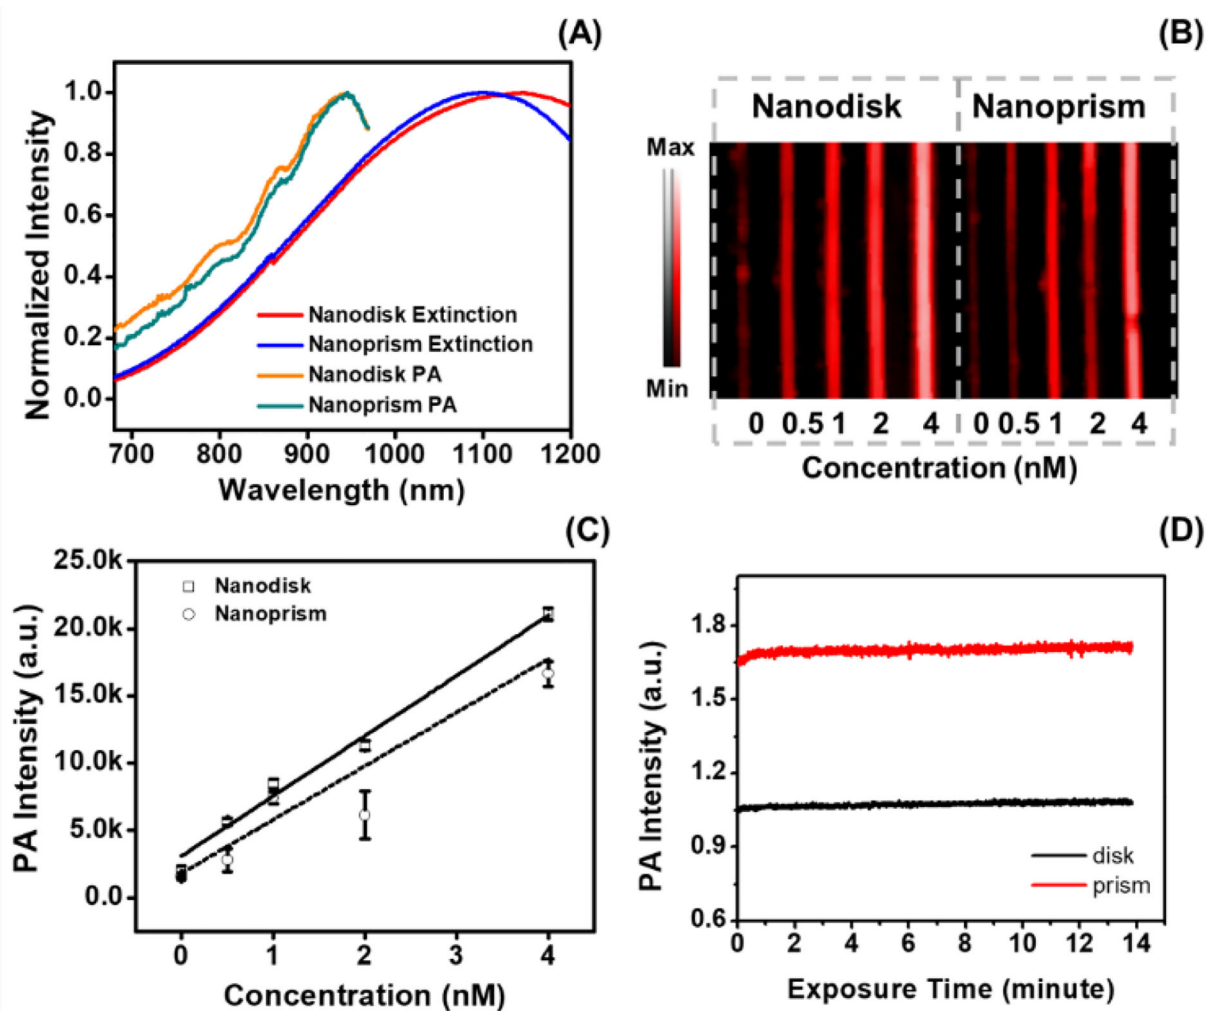 (A)
Normalized Intensity
1.0
0.8
0.6
0.4
0.2
0.0
Nanodisk Extinction
Nanoprism Extinction
Nanodisk PA
Nanoprism PA
700 800 900 1000 1100 1200
Wavelength (nm)
(B)
Nanodisk Nanoprism
Max
Min
0 0.5 1 2 4 0 0.5 1 2 4
Concentration (nM)
(C)
PA Intensity (a.u.)
25.0k
20.0k
15.0k
10.0k
5.0k
0.0
Nanodisk
Nanoprism
0 1 2 3 4
Concentration (nM)
(D)
PA Intensity (a.u.)
1.8
1.5
1.2
0.9
0.6
disk
prism
0 2 4 6 8 10 12 14
Exposure Time (minute)